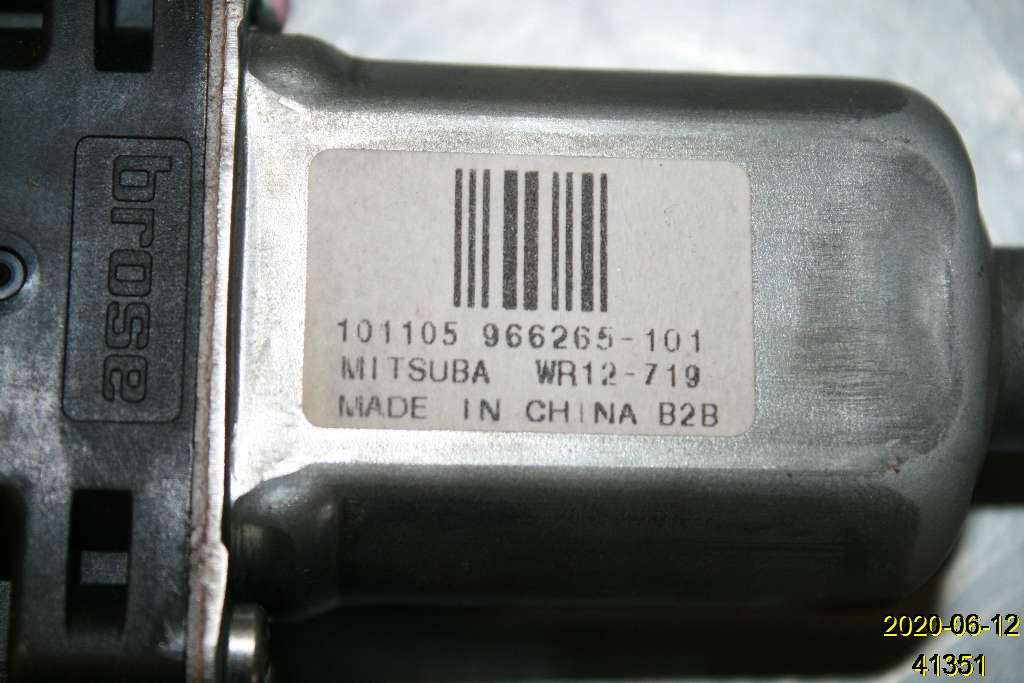 brose
101105 966265-101
MITSUBA WR12-719
MADE IN CHINA B2B
2020-06-12
41351